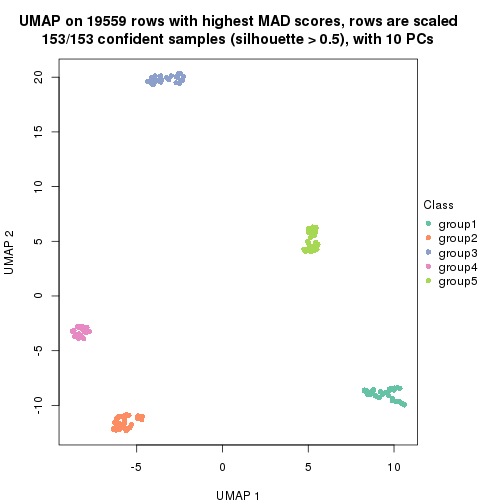 UMAP on 19559 rows with highest MAD scores, rows are scaled
153/153 confident samples (silhouette > 0.5), with 10 PCs
20
15
10
5
0
-5
-10
UMAP 2
-5
0
5
10
UMAP 1
Class
group1
group2
group3
group4
group5